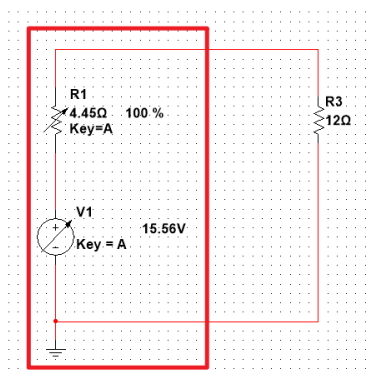 R1
4.45Ω 100 %
Key=A
R3
12Ω
V1
15.56V
Key = A